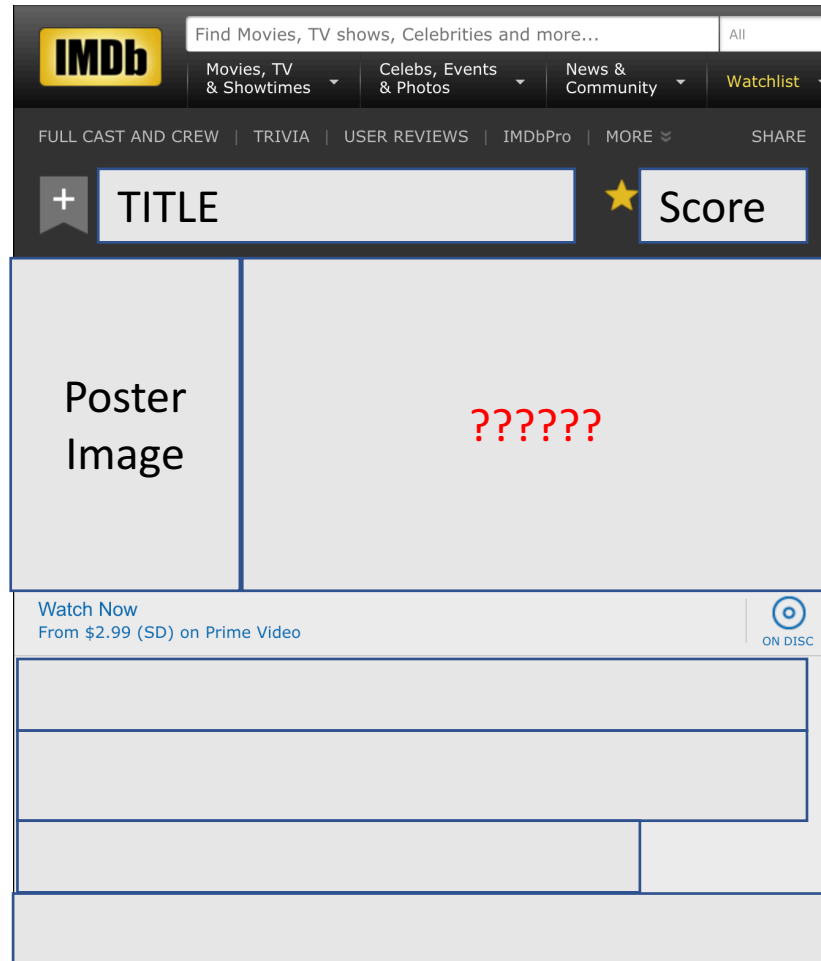 IMDb
Find Movies, TV shows, Celebrities and more...
All
Movies, TV
& Showtimes
Celebs, Events
& Photos
News &
Community
Watchlist
FULL CAST AND CREW | TRIVIA | USER REVIEWS | IMDbPro | MORE
SHARE
+
TITLE
Score
Poster
Image
??????
Watch Now
From $2.99 (SD) on Prime Video
ON DISC